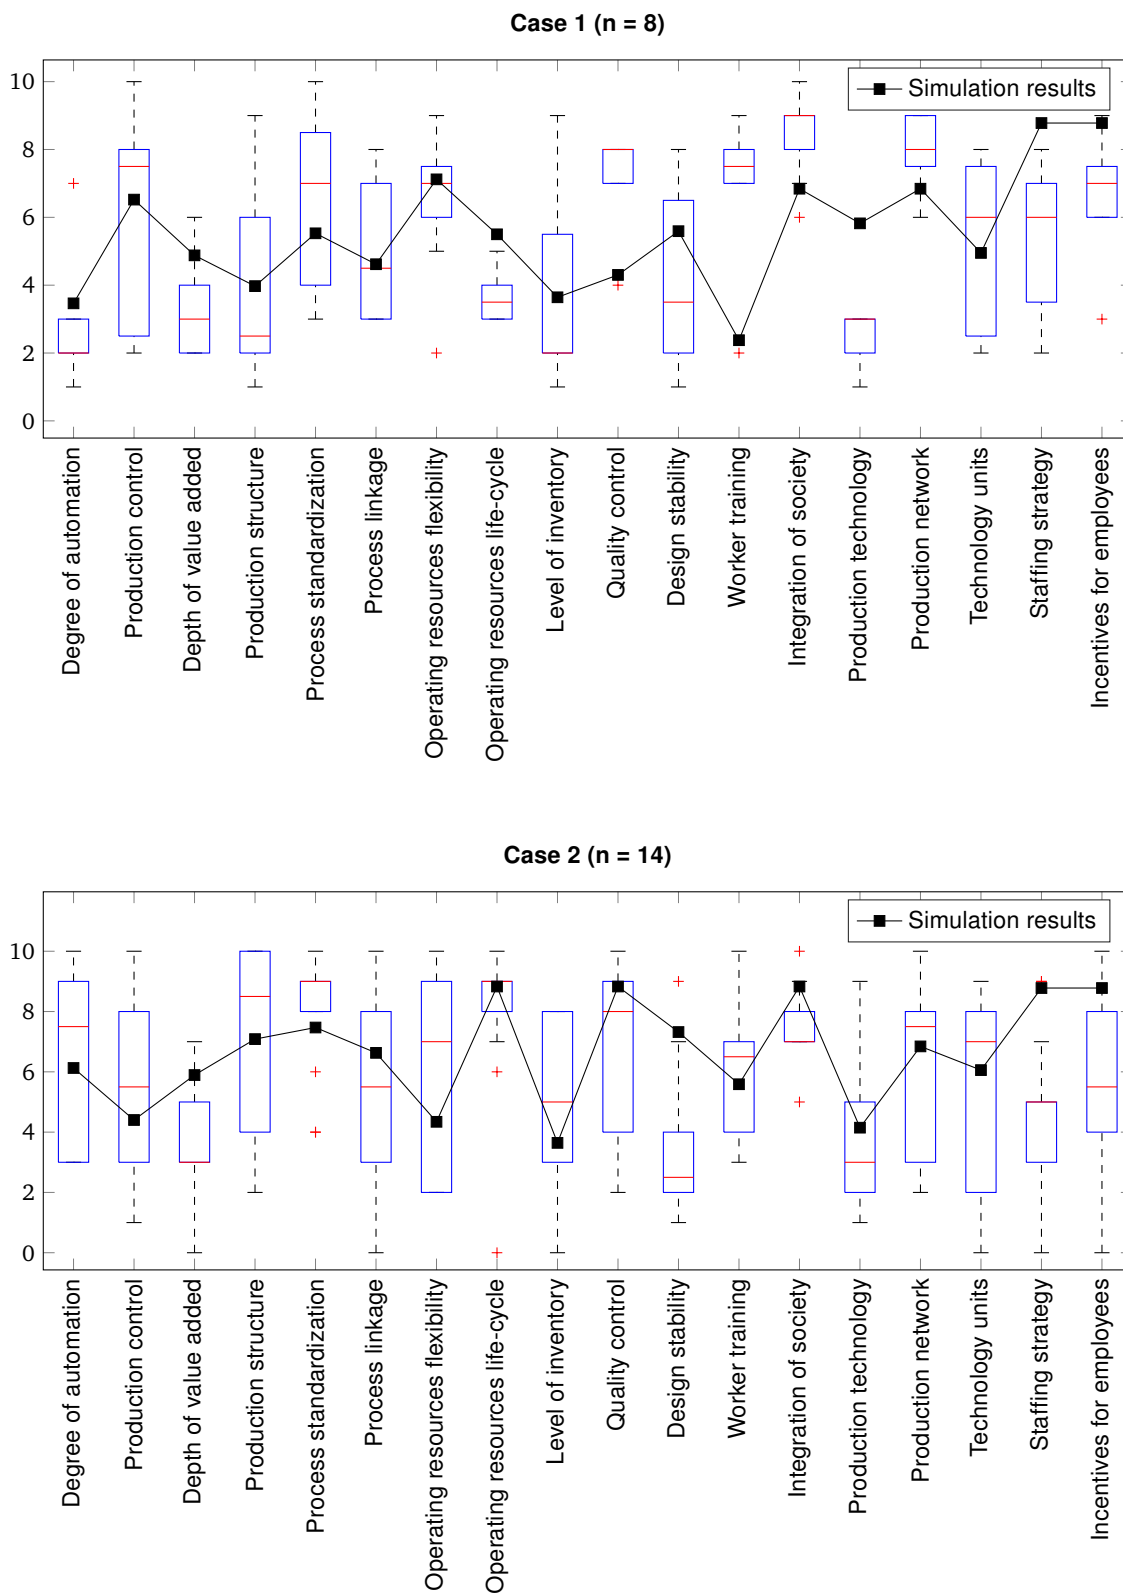 Case 1 (n = 8)
Simulation results
10
8
6
4
2
0
Degree of automation
Production control
Depth of value added
Production structure
Process standardization
Process linkage
Operating resources flexibility
Operating resources life-cycle
Level of inventory
Quality control
Design stability
Worker training
Integration of society
Production technology
Production network
Technology units
Staffing strategy
Incentives for employees
Case 2 (n = 14)
Simulation results
10
8
6
4
2
0
Degree of automation
Production control
Depth of value added
Production structure
Process standardization
Process linkage
Operating resources flexibility
Operating resources life-cycle
Level of inventory
Quality control
Design stability
Worker training
Integration of society
Production technology
Production network
Technology units
Staffing strategy
Incentives for employees